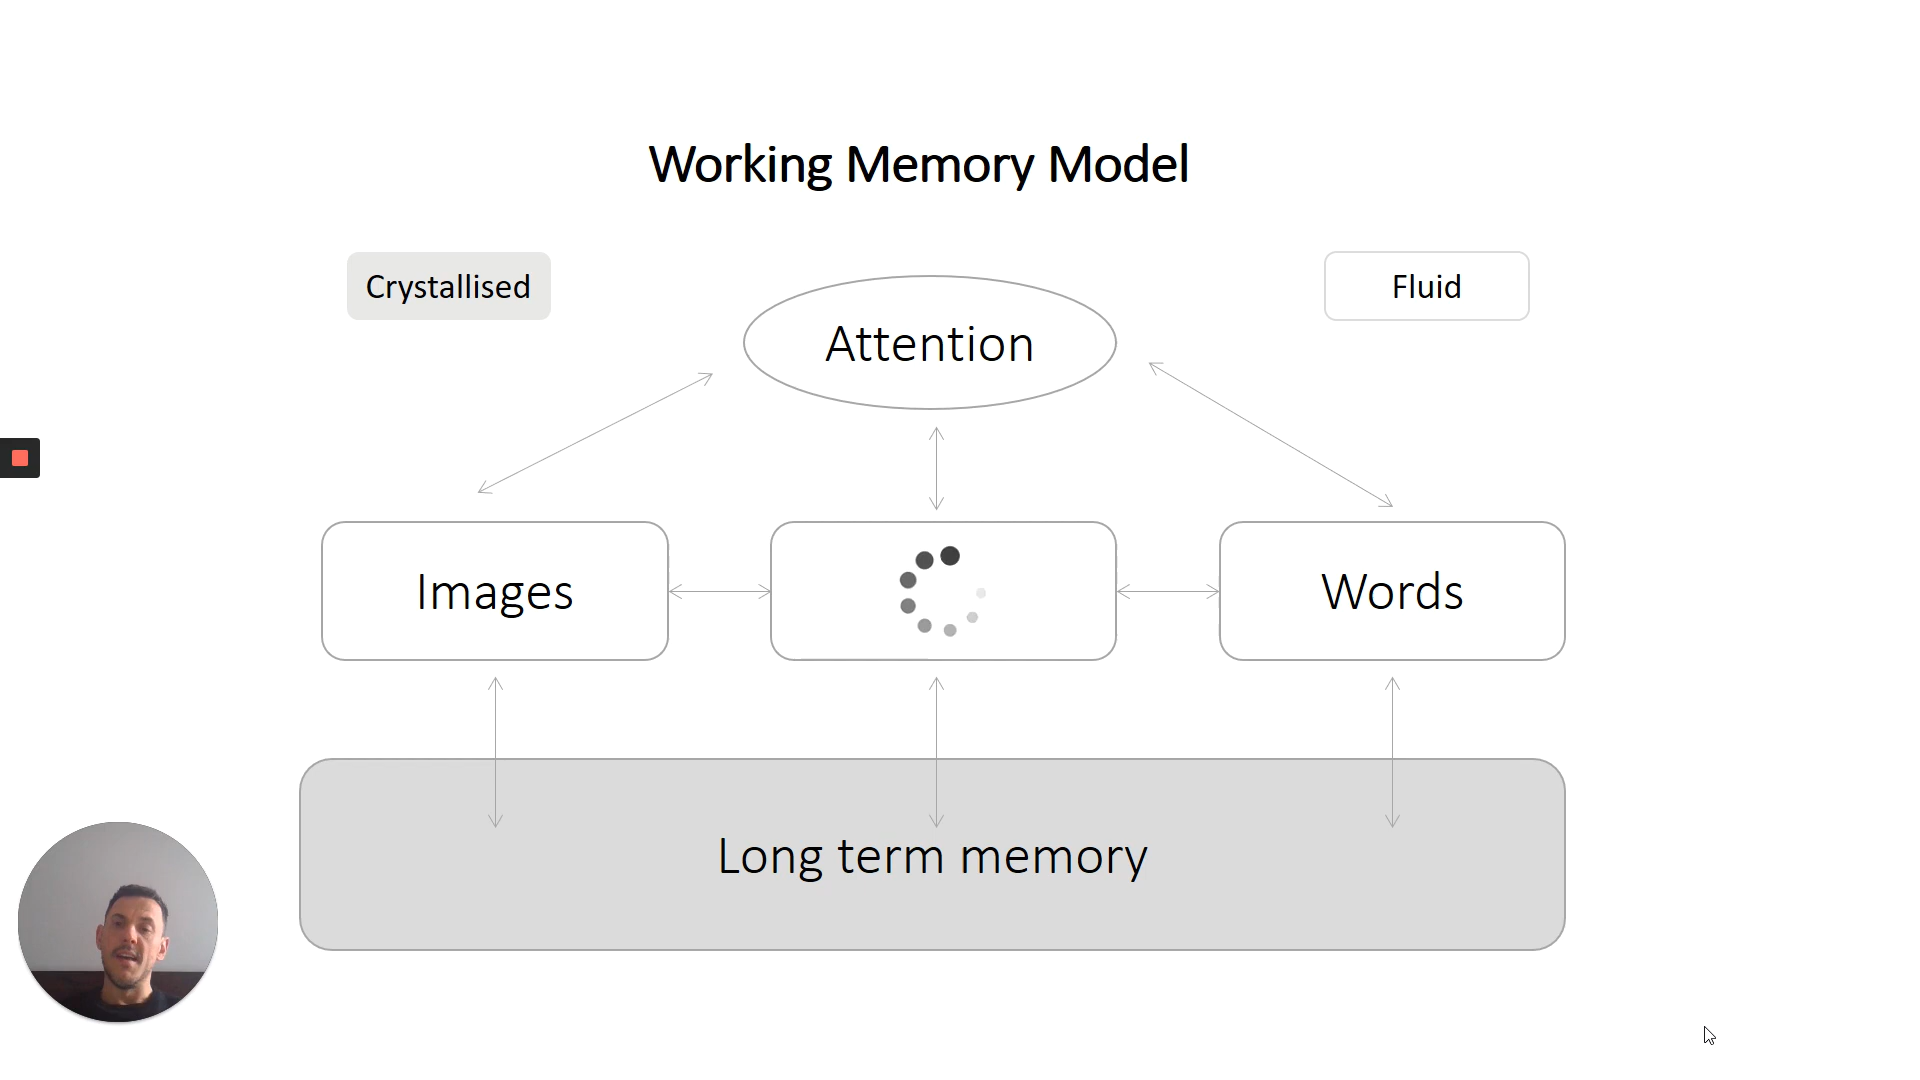 Working Memory Model
Crystallised
Fluid
Attention
Images
Words
Long term memory